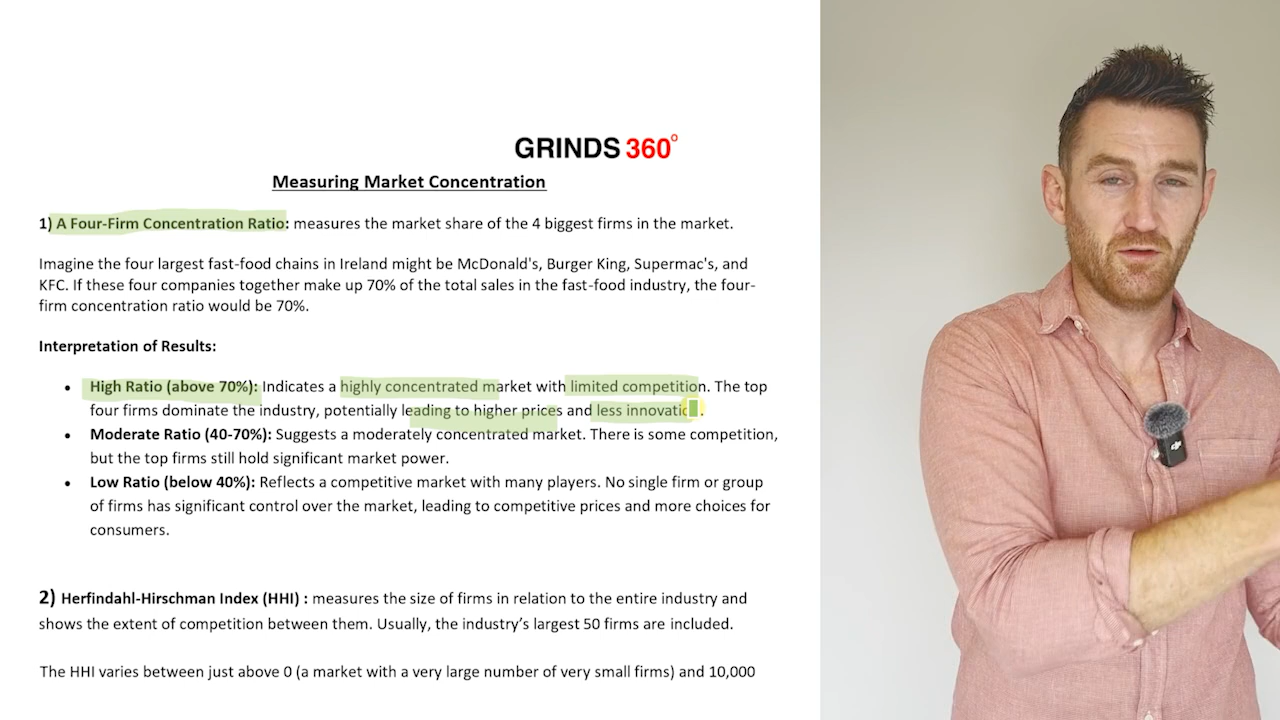 GRINDS 360°
Measuring Market Concentration
1) A Four-Firm Concentration Ratio: measures the market share of the 4 biggest firms in the market.
Imagine the four largest fast-food chains in Ireland might be McDonald's, Burger King, Supermac's, and
KFC. If these four companies together make up 70% of the total sales in the fast-food industry, the four-
firm concentration ratio would be 70%.
Interpretation of Results:
• High Ratio (above 70%): Indicates a highly concentrated market with limited competition. The top
four firms dominate the industry, potentially leading to higher prices and less innovation.
• Moderate Ratio (40-70%): Suggests a moderately concentrated market. There is some competition,
but the top firms still hold significant market power.
• Low Ratio (below 40%): Reflects a competitive market with many players. No single firm or group
of firms has significant control over the market, leading to competitive prices and more choices for
consumers.
2) Herfindahl-Hirschman Index (HHI) : measures the size of firms in relation to the entire industry and
shows the extent of competition between them. Usually, the industry’s largest 50 firms are included.
The HHI varies between just above 0 (a market with a very large number of very small firms) and 10,000